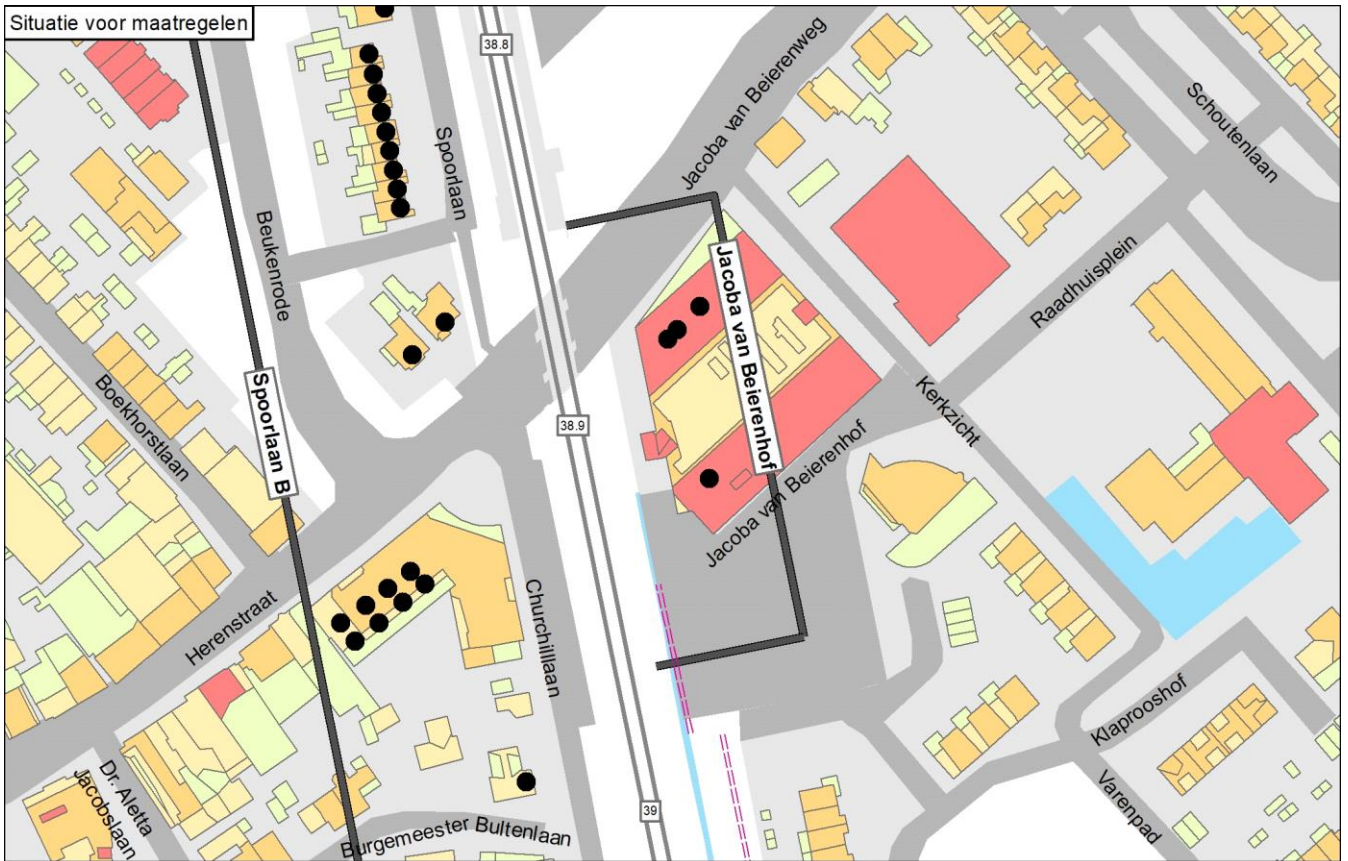 Situatie voor maatregelen
38.8
Jacoba van Beierenweg
Schoutenlaan
Spoorlaan
Beukenrode
Jacoba van Beierenhof
Raadhuisplein
Boekhorstlaan
Spoorlaan B
38.9
Kerkzicht
Jacoba van Beierenhof
Herenstraat
Churchilllaan
Klaprooshof
Dr. Aletta
Jacobslaan
39
Burgemeester Bultenlaan
Varenpad